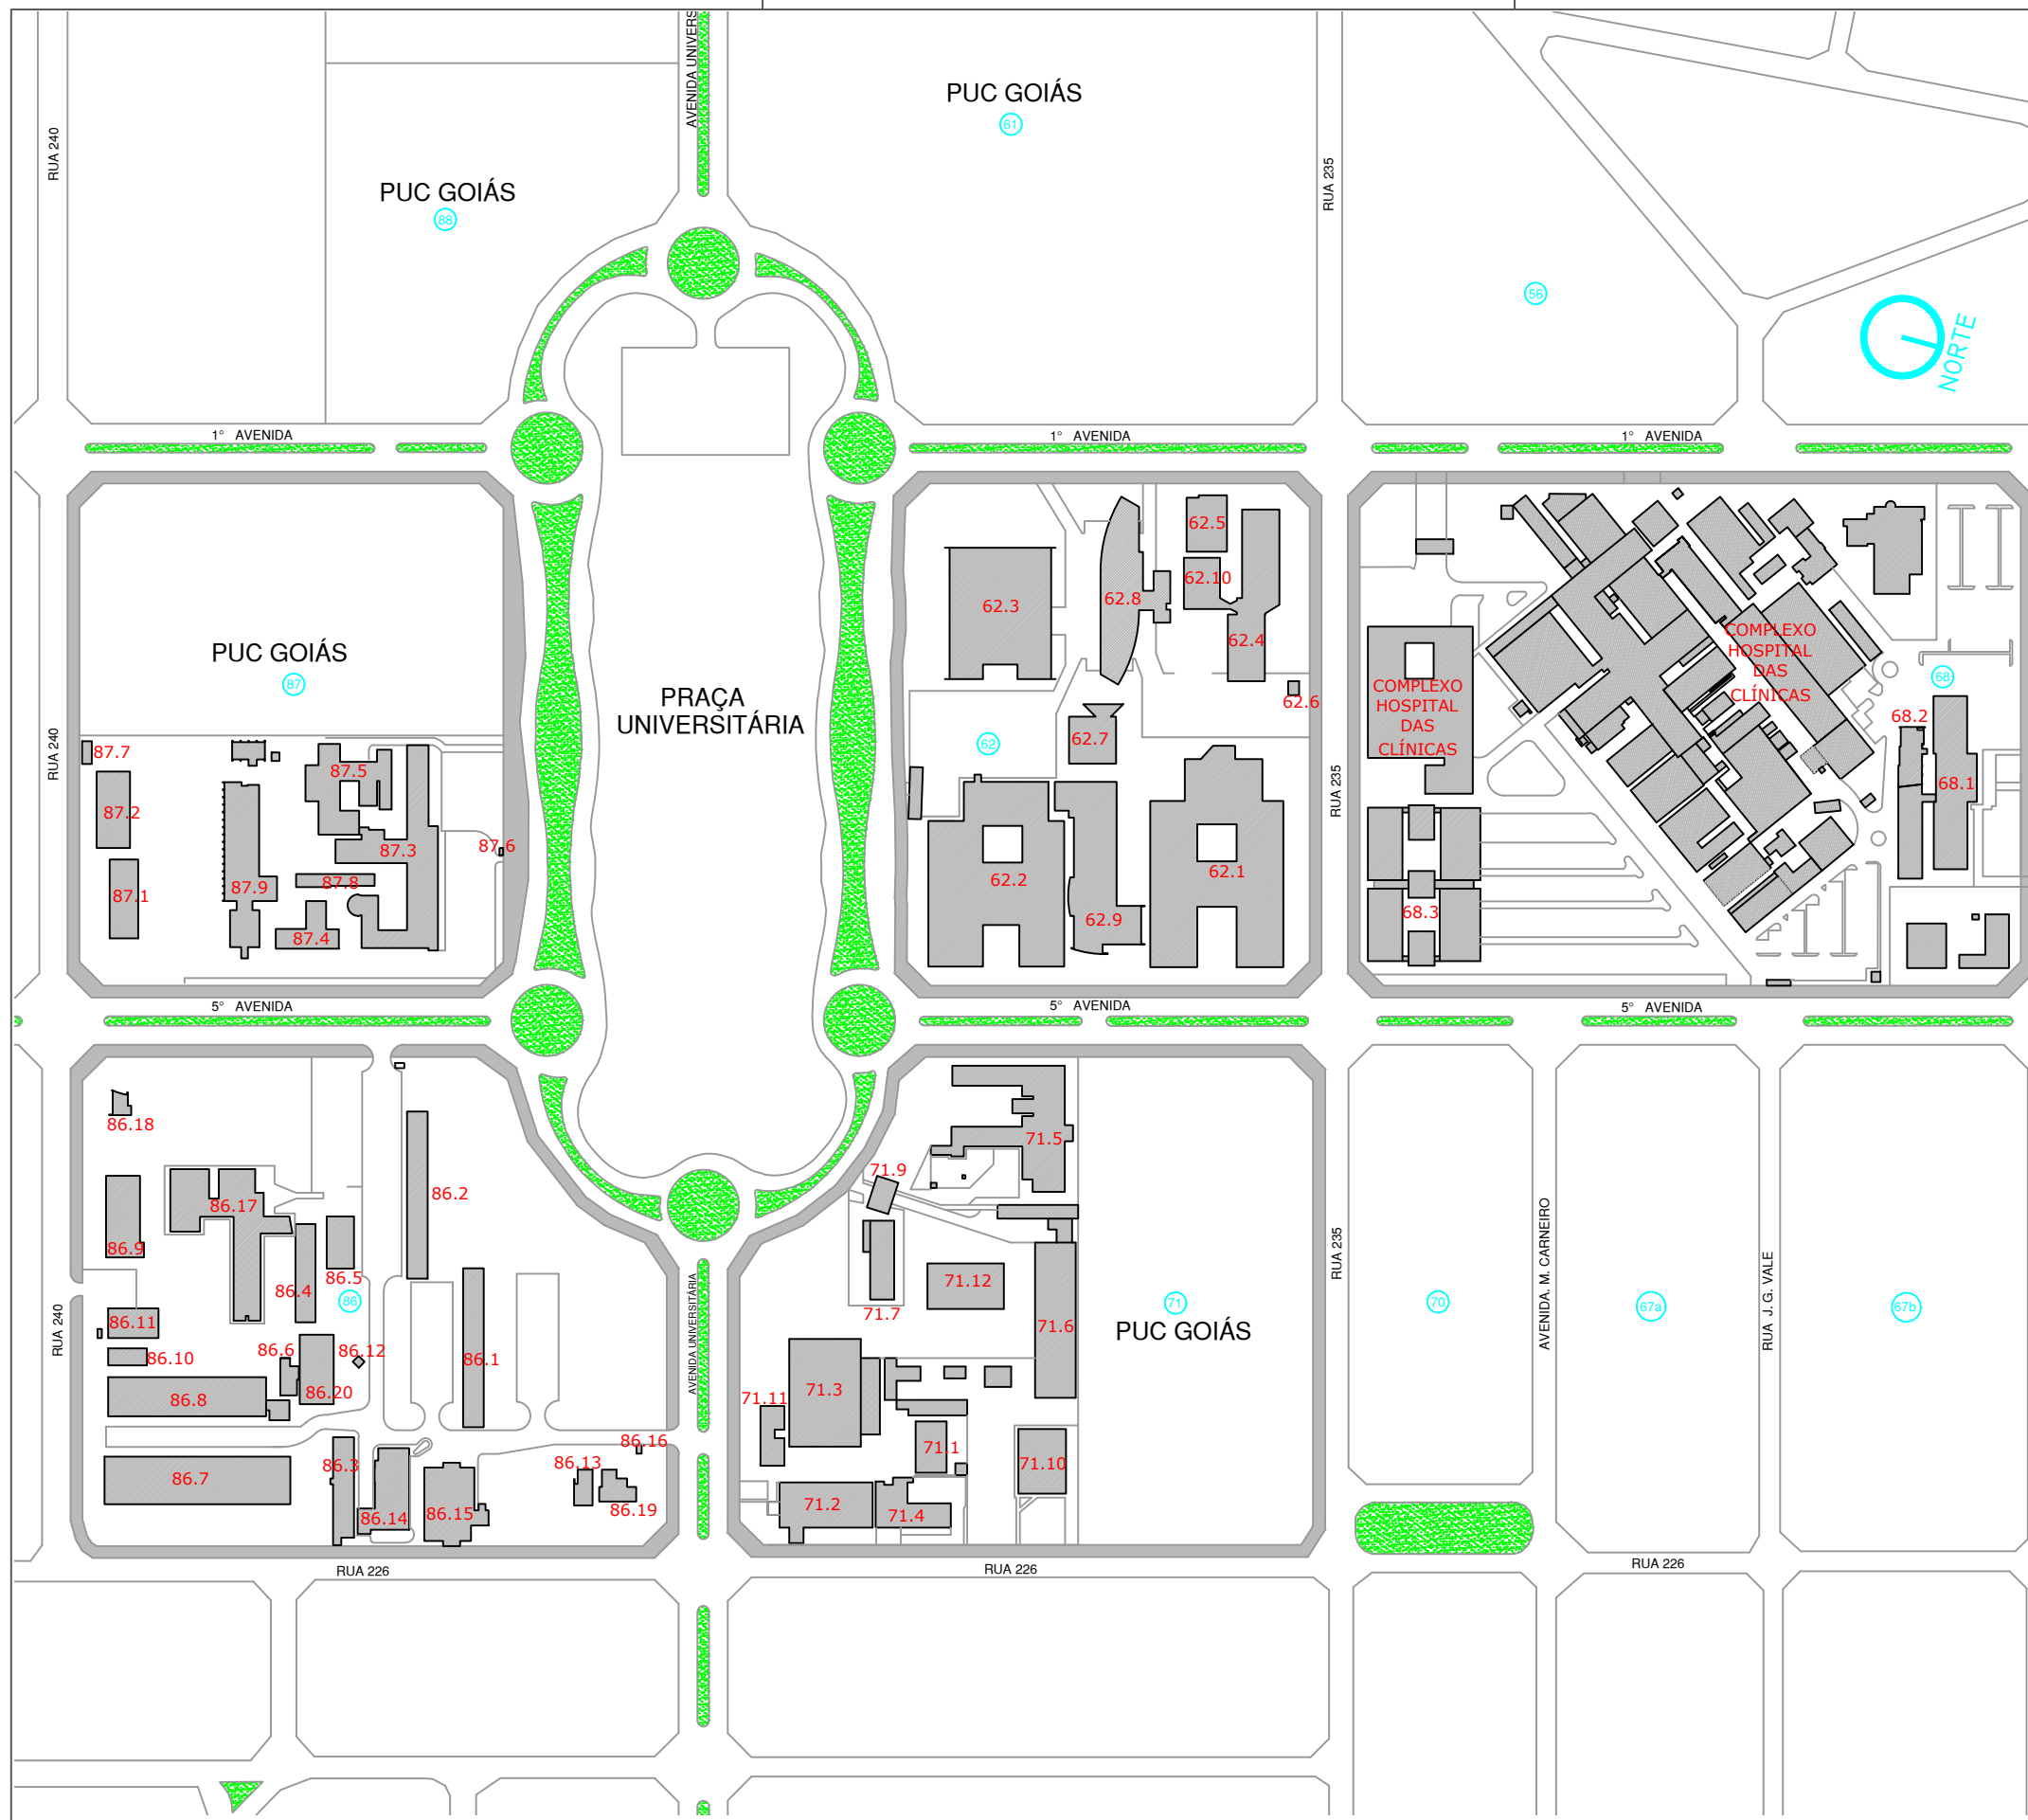 AVENIDA UNIVERS
PUC GOIÁS
61
RUA 240
RUA 235
PUC GOIÁS
88
56
NORTE
1° AVENIDA
1° AVENIDA
1° AVENIDA
62.5
62.10
62.8
62.3
62.4
62.6
62.7
62
62.2
62.1
62.9
COMPLEXO
HOSPITAL
DAS
CLÍNICAS
COMPLEXO
HOSPITAL
DAS
CLÍNICAS
68
68.2
68.1
68.3
PUC GOIÁS
87
PRAÇA
UNIVERSITÁRIA
RUA 240
RUA 235
87.7
87.5
87.2
87.3
87.6
87.8
87.9
87.1
87.4
5° AVENIDA
5° AVENIDA
5° AVENIDA
86.18
86.2
86.17
86.9
86.5
86.4
86
86.11
86.10
86.6
86.12
86.1
86.20
86.8
86.3
86.7
86.14
86.15
86.13
86.16
86.19
RUA 240
AVENIDA UNIVERSITÁRIA
71.5
71.9
71.12
71.7
71.6
71
PUC GOIÁS
71.3
71.11
71.1
71.10
71.2
71.4
RUA 235
70
AVENIDA. M. CARNEIRO
67a
RUA J. G. VALE
67b
RUA 226
RUA 226
RUA 226